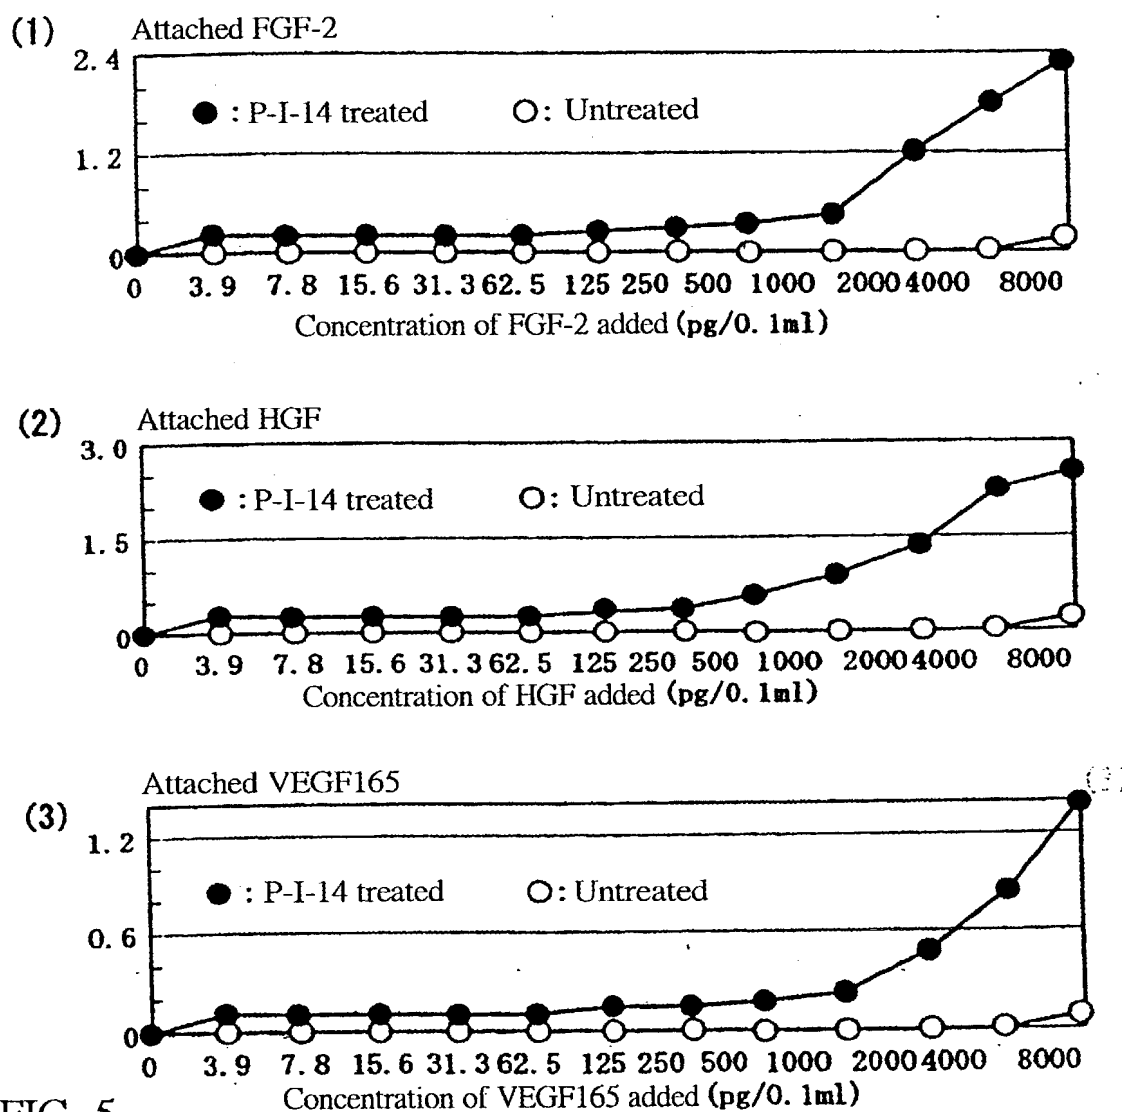 (1) Attached FGF-2
2.4
● : P-I-14 treated ○: Untreated
1.2
0
0 3.9 7.8 15.6 31.3 62.5 125 250 500 1000 2000 4000 8000
Concentration of FGF-2 added (pg/0.1ml)
(2) Attached HGF
3.0
● : P-I-14 treated ○: Untreated
1.5
0
0 3.9 7.8 15.6 31.3 62.5 125 250 500 1000 2000 4000 8000
Concentration of HGF added (pg/0.1ml)
Attached VEGF165
(3)
1.2
● : P-I-14 treated ○: Untreated
0.6
0
0 3.9 7.8 15.6 31.3 62.5 125 250 500 1000 2000 4000 8000
Concentration of VEGF165 added (pg/0.1ml)
FIG. 5